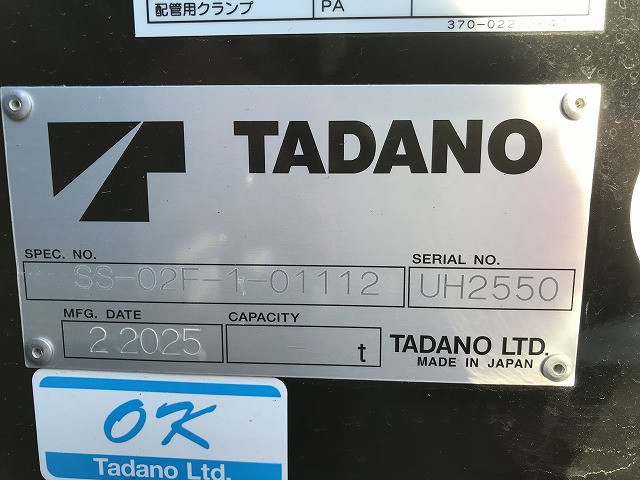 配管用クランプ PA
TADANO
SPEC. NO. SERIAL NO.
SS-02F-1-01112 UH2550
MFG. DATE CAPACITY
2 2025 - t TADANO LTD.
MADE IN JAPAN
OK
Tadano Ltd.